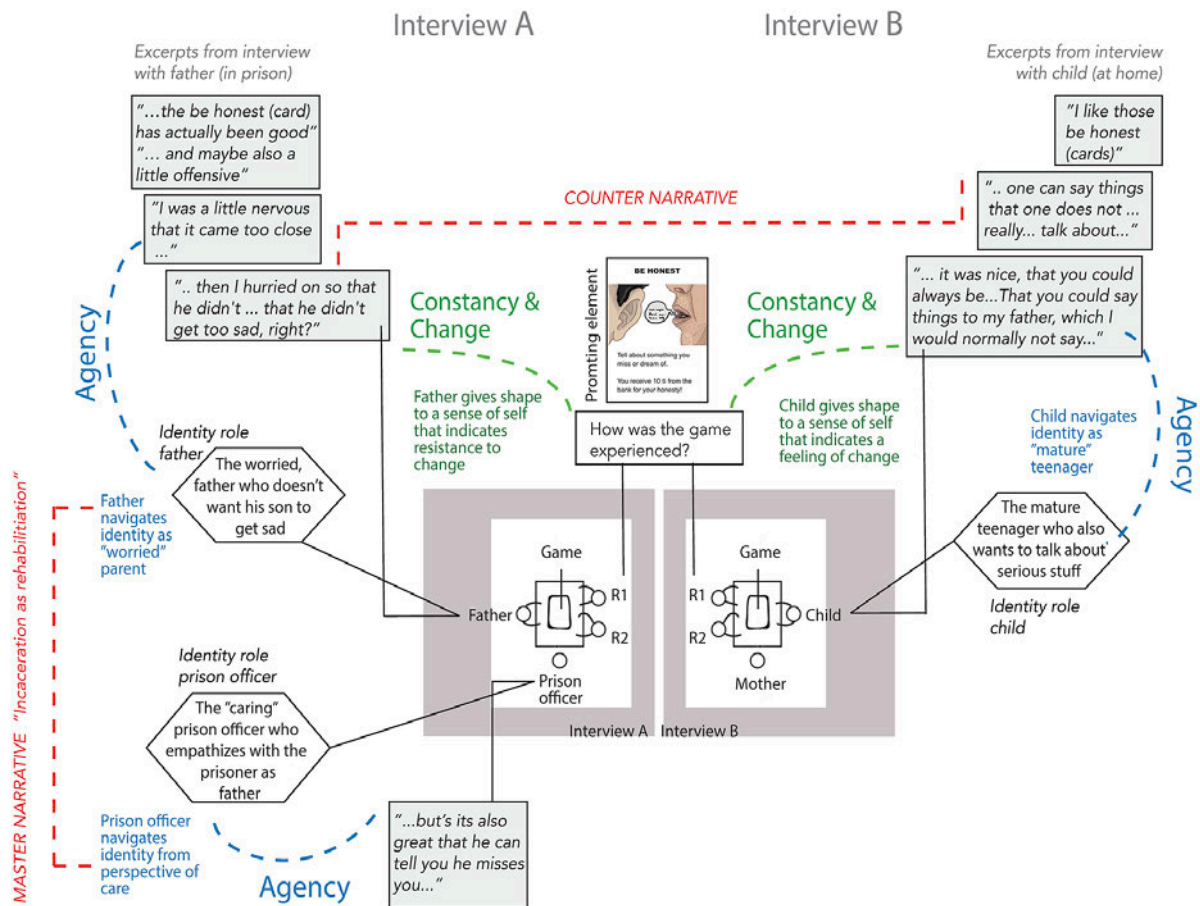 Interview A
Interview B
Excerpts from interview
with father (in prison)
Excerpts from interview
with child (at home)
"...the be honest (card)
has actually been good"
"... and maybe also a
little offensive"
"I was a little nervous
that it came too close
..."
".. then I hurried on so that
he didn't ... that he didn't
get too sad, right?"
"I like those
be honest
(cards)"
".. one can say things
that one does not ...
really... talk about..."
"... it was nice, that you could
always be...That you could say
things to my father, which I
would normally not say..."
COUNTER NARRATIVE
Constancy &
Change
Constancy &
Change
Promting element
BE HONEST
Tell about something you
miss or dream of.
You receive 10 ß from the
bank for your honesty!
How was the game
experienced?
Father gives shape
to a sense of self
that indicates
resistance to
change
Child gives shape
to a sense of self
that indicates a
feeling of change
Agency
Agency
Child navigates
identity as
"mature"
teenager
Identity role
father
The worried,
father who doesn't
want his son to
get sad
Father
navigates
identity as
"worried"
parent
MASTER NARRATIVE "Incaceration as rehabilitiation"
The mature
teenager who also
wants to talk about
serious stuff
Identity role
child
Game
Father
R1
R2
Prison
officer
Interview A
Game
R1
R2
Child
Mother
Interview B
Identity role
prison officer
The "caring"
prison officer who
empathizes with the
prisoner as
father
Prison officer
navigates
identity from
perspective of
care
Agency
"...but's its also
great that he can
tell you he misses
you..."